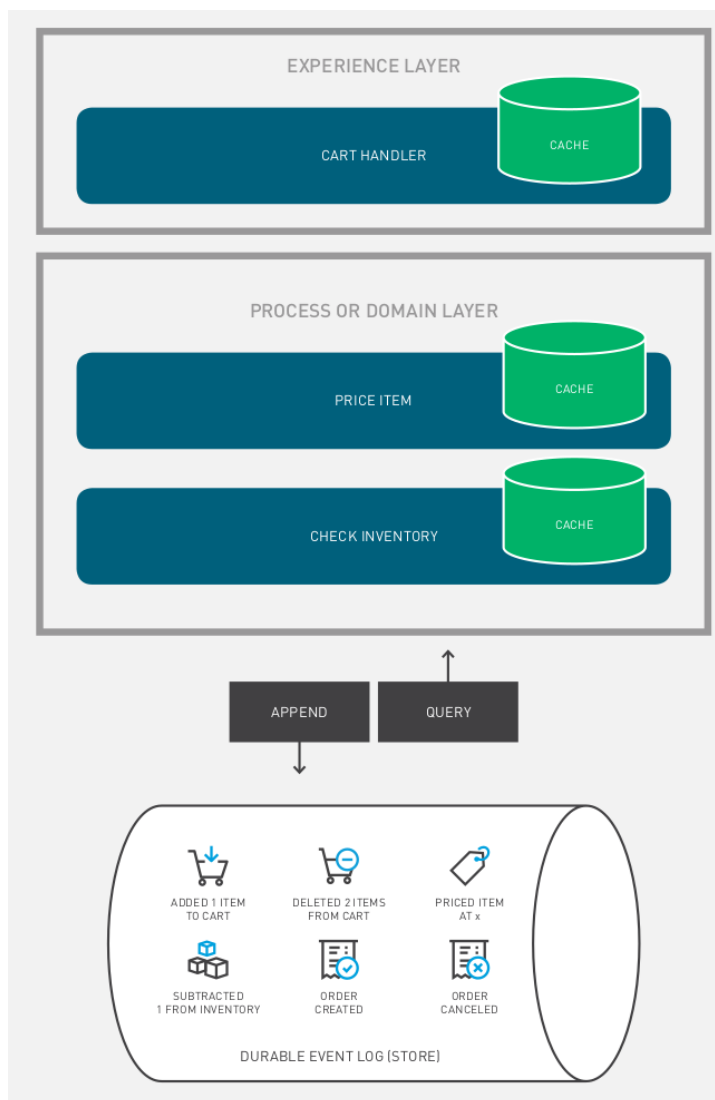 EXPERIENCE LAYER
CART HANDLER
CACHE
PROCESS OR DOMAIN LAYER
PRICE ITEM
CACHE
CHECK INVENTORY
CACHE
APPEND
QUERY
ADDED 1 ITEM
TO CART
DELETED 2 ITEMS
FROM CART
PRICED ITEM
AT x
SUBTRACTED
1 FROM INVENTORY
ORDER
CREATED
ORDER
CANCELED
DURABLE EVENT LOG (STORE)